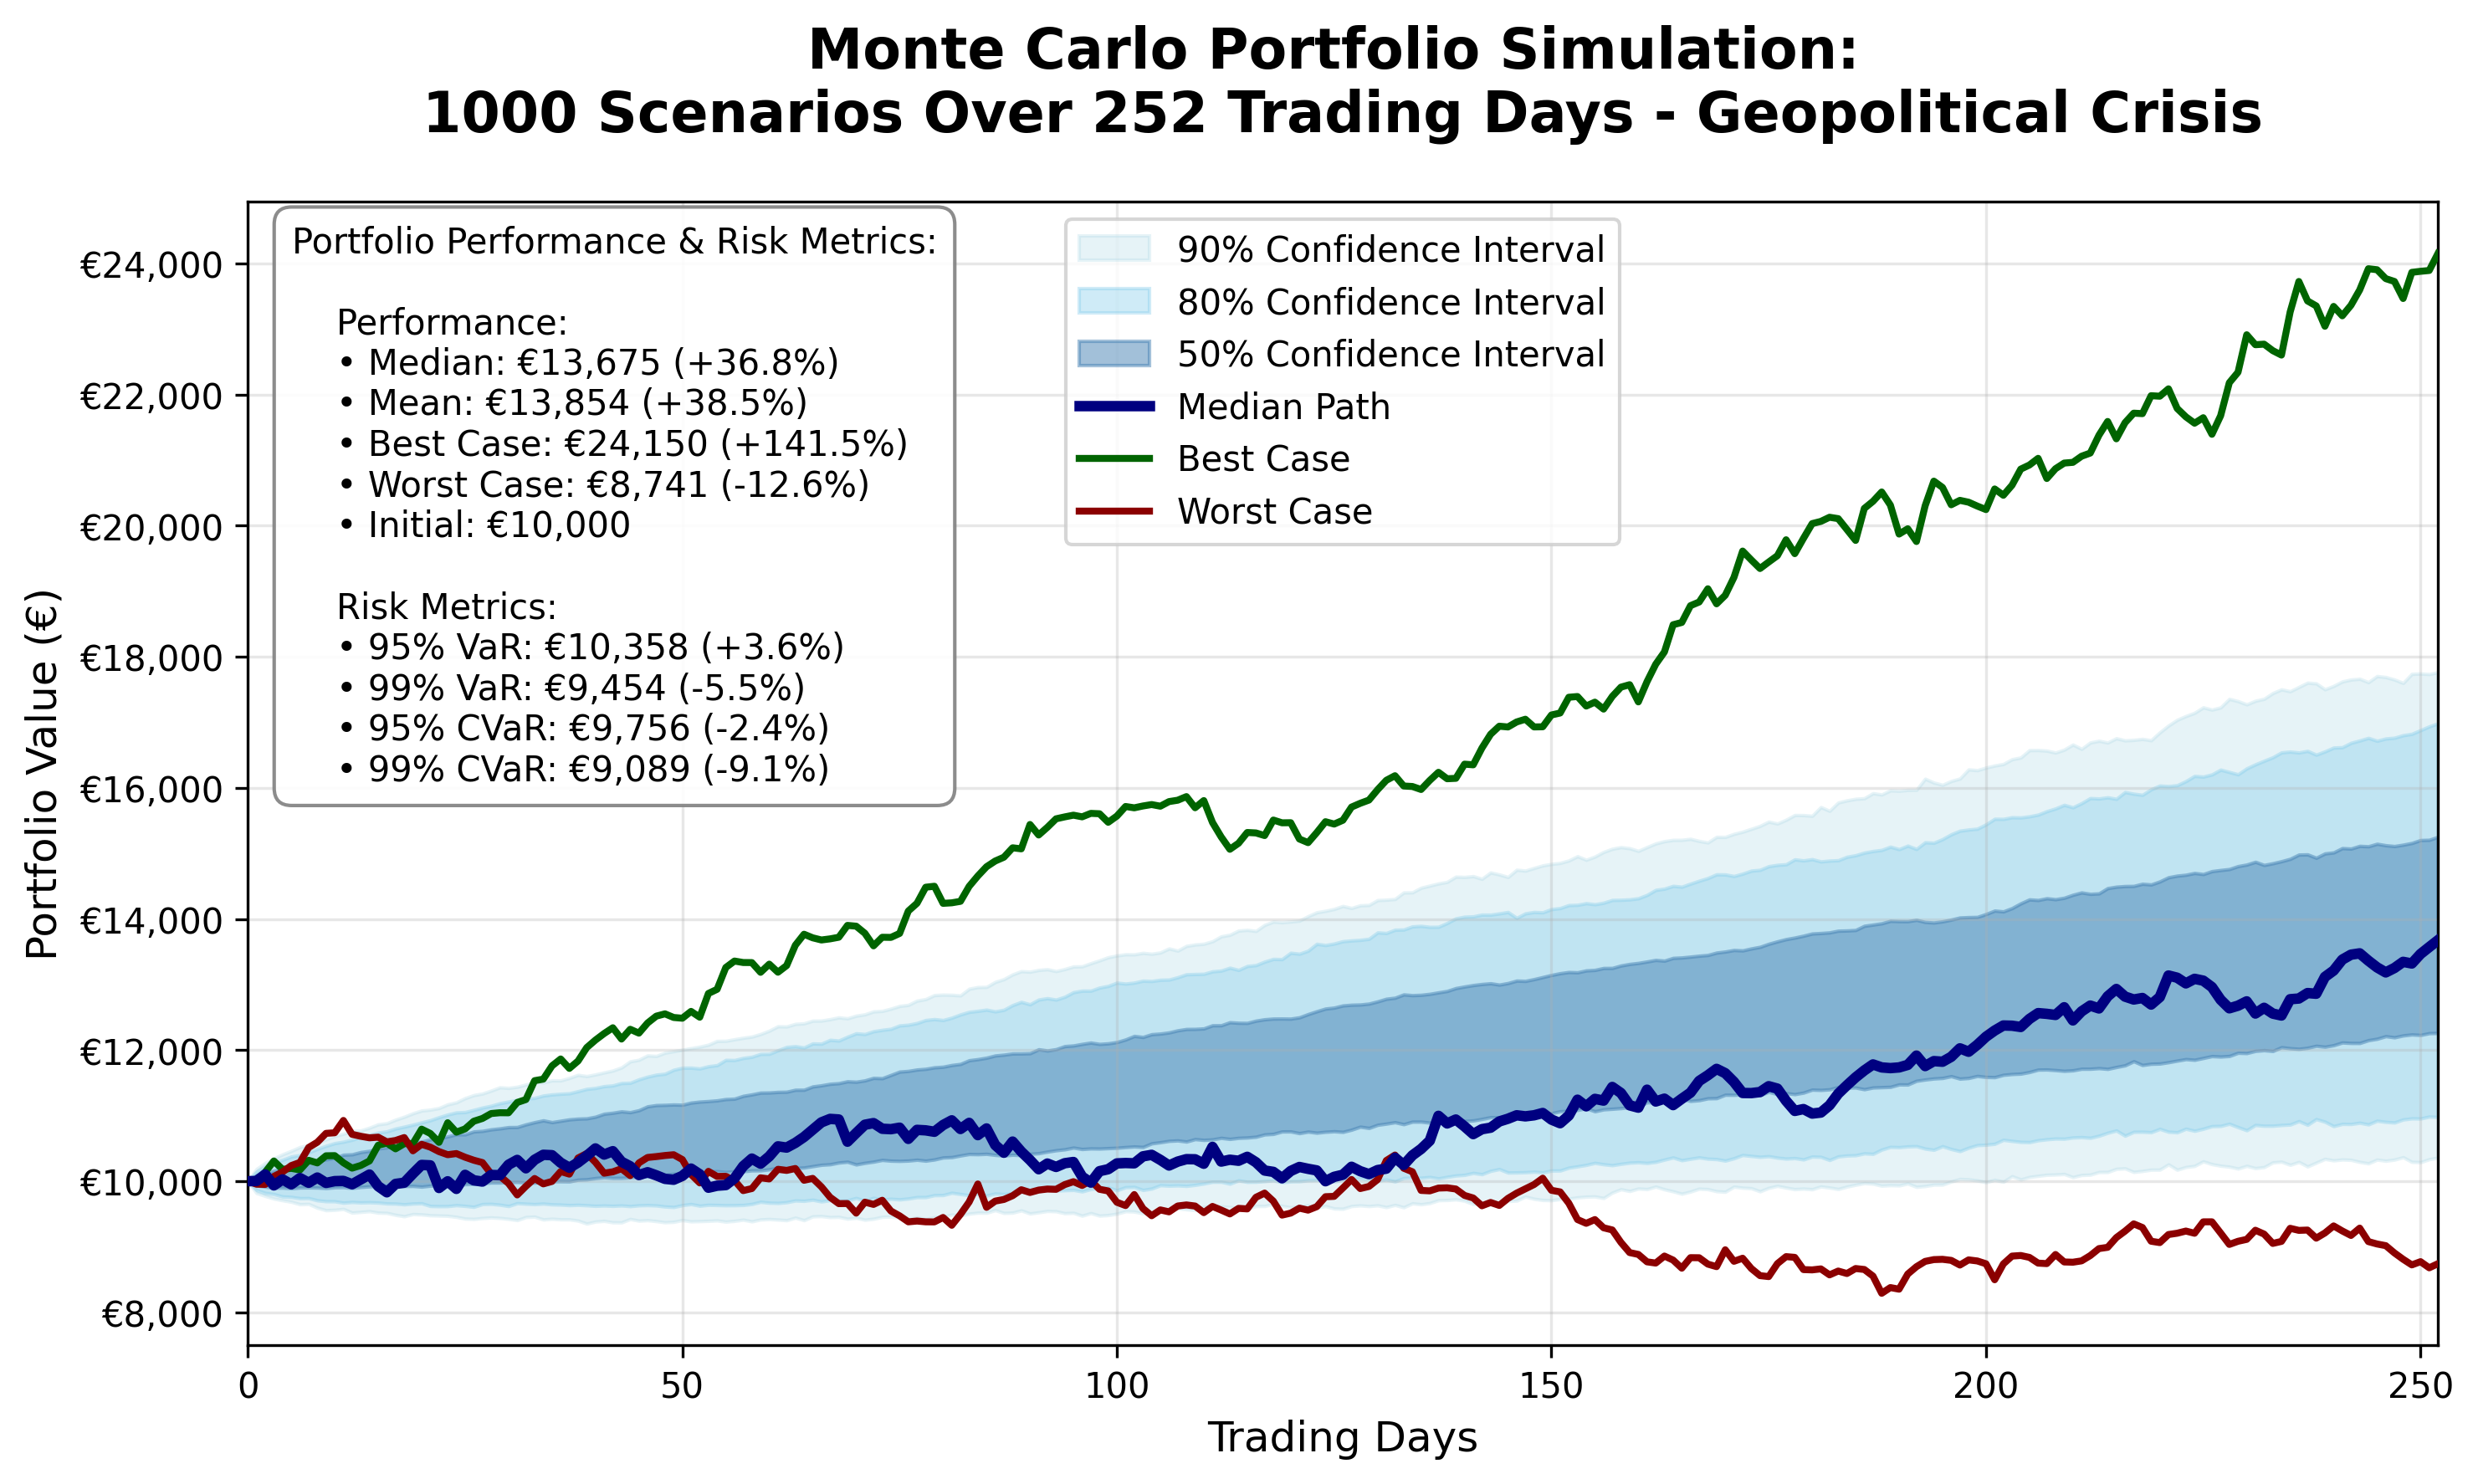 Monte Carlo Portfolio Simulation:
1000 Scenarios Over 252 Trading Days - Geopolitical Crisis
Portfolio Performance & Risk Metrics:
Performance:
• Median: €13,675 (+36.8%)
• Mean: €13,854 (+38.5%)
• Best Case: €24,150 (+141.5%)
• Worst Case: €8,741 (-12.6%)
• Initial: €10,000
Risk Metrics:
• 95% VaR: €10,358 (+3.6%)
• 99% VaR: €9,454 (-5.5%)
• 95% CVaR: €9,756 (-2.4%)
• 99% CVaR: €9,089 (-9.1%)
90% Confidence Interval
80% Confidence Interval
50% Confidence Interval
Median Path
Best Case
Worst Case
Portfolio Value (€)
€24,000
€22,000
€20,000
€18,000
€16,000
€14,000
€12,000
€10,000
€8,000
0
50
100
150
200
250
Trading Days